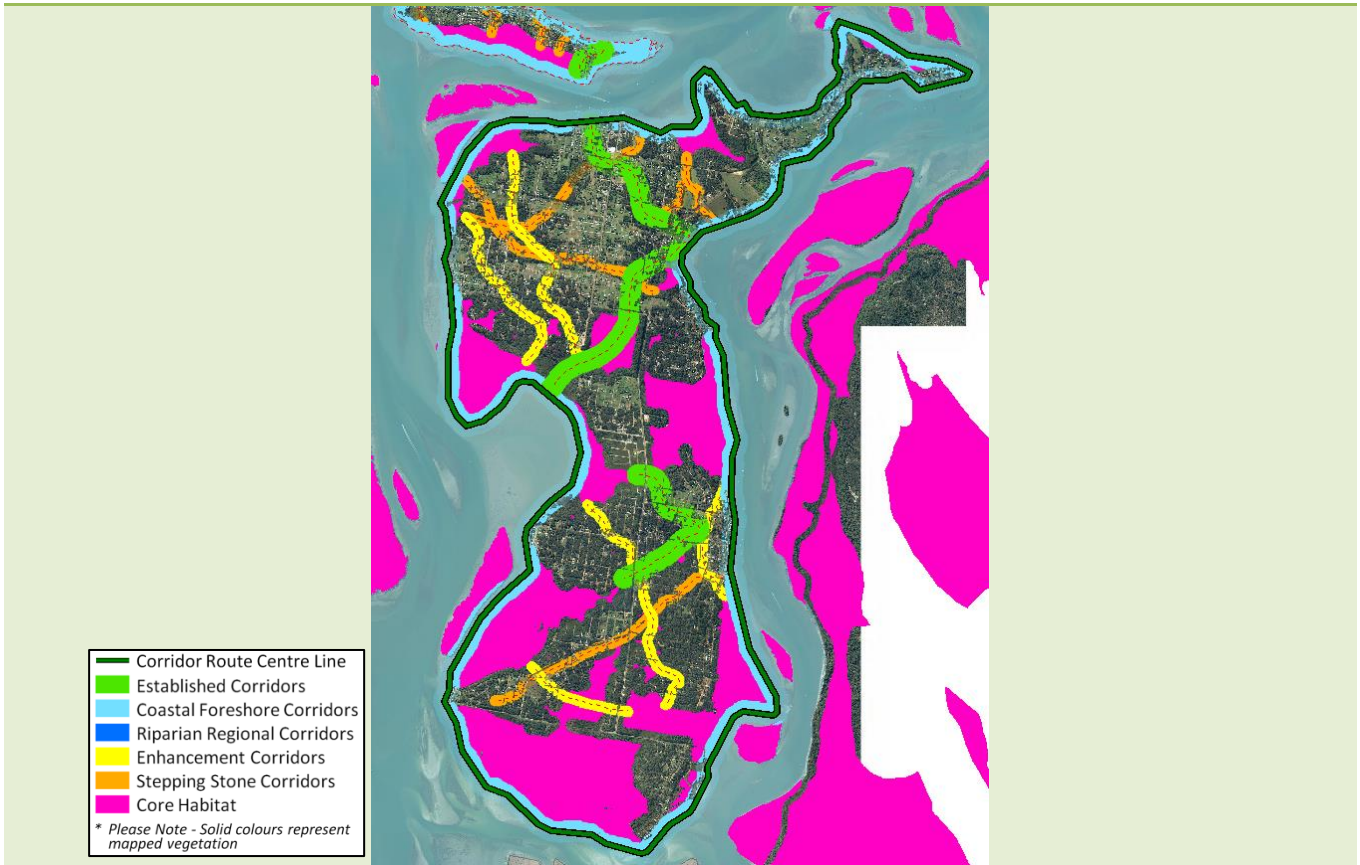 Corridor Route Centre Line
Established Corridors
Coastal Foreshore Corridors
Riparian Regional Corridors
Enhancement Corridors
Stepping Stone Corridors
Core Habitat
* Please Note - Solid colours represent
mapped vegetation